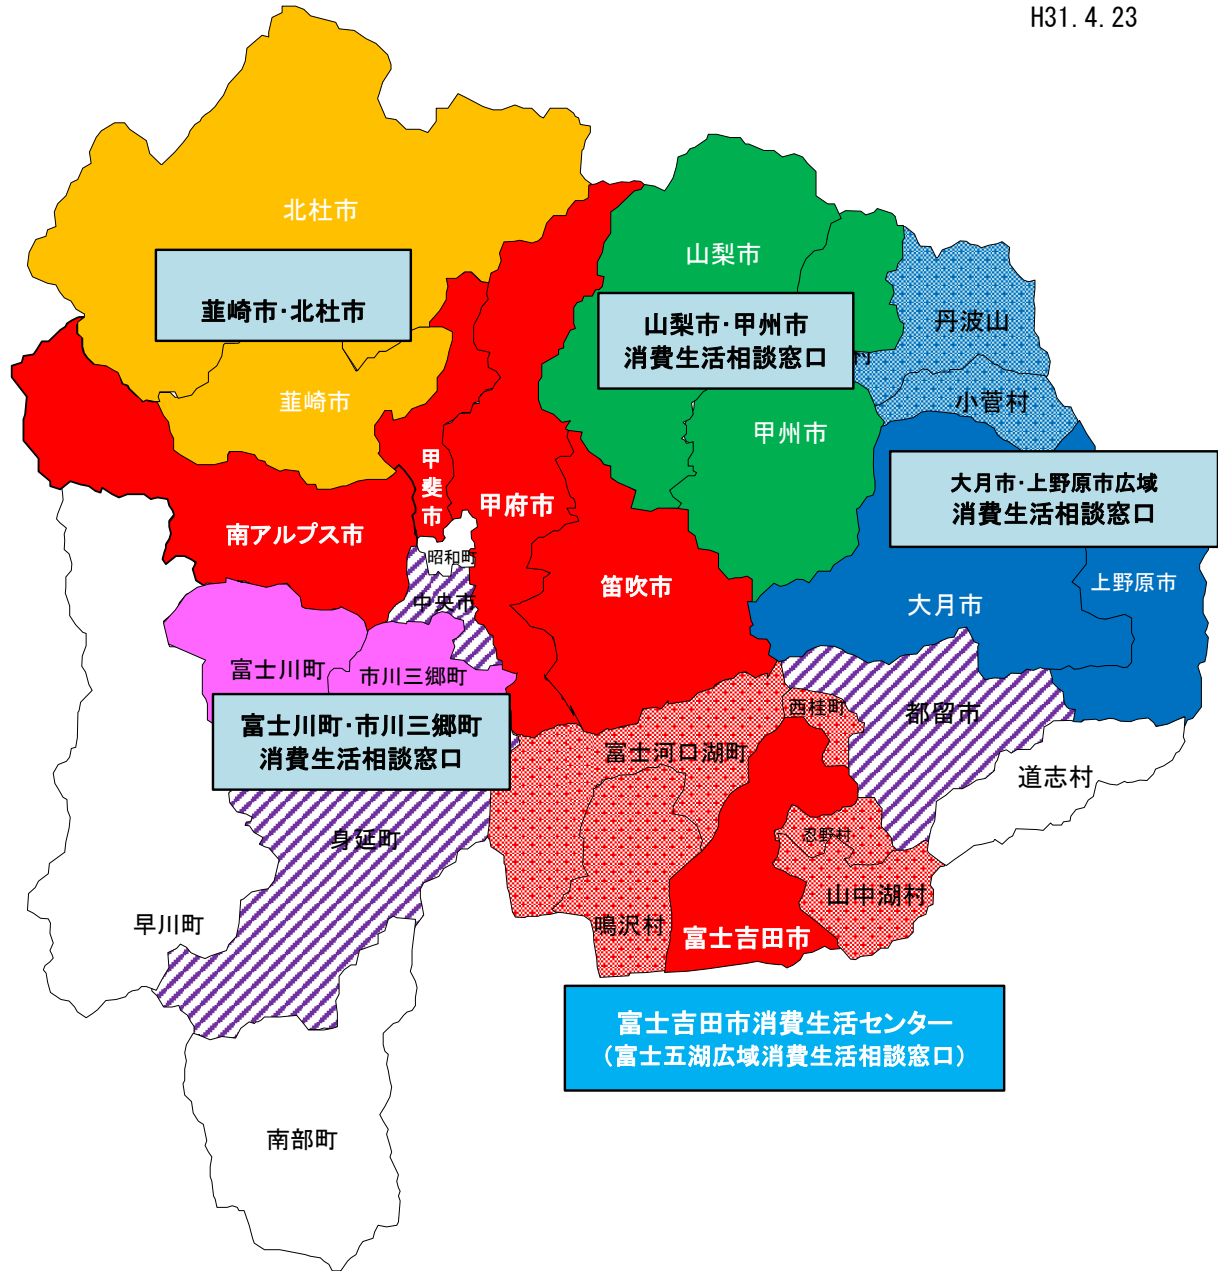 H31.4.23
北杜市
山梨市
韮崎市・北杜市
山梨市・甲州市
消費生活相談窓口
村
丹波山
小菅村
韮崎市
甲州市
甲斐市
甲府市
大月市・上野原市広域
消費生活相談窓口
南アルプス市
昭和町
中央市
笛吹市
大月市
上野原市
富士川町
市川三郷町
西桂町
都留市
富士川町・市川三郷町
消費生活相談窓口
富士河口湖町
道志村
身延町
忍野村
山中湖村
早川町
鳴沢村
富士吉田市
富士吉田市消費生活センター
（富士五湖広域消費生活相談窓口）
南部町